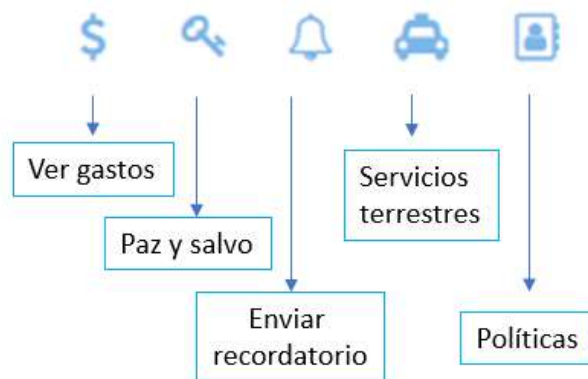 $
Ver gastos
Paz y salvo
Enviar
recordatorio
Servicios
terrestres
Políticas